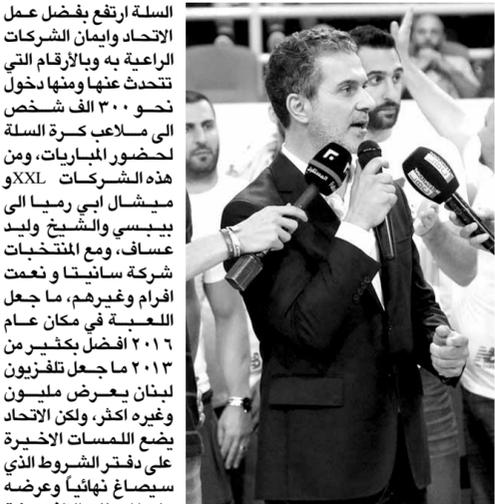 السلة ارتفع بفضل عمل
الاتحاد وايمان الشركات
الراعية به وبالأرقام التي
تتحدث عنها ومنها دخول
نحو ٣٠٠ الف شخص
الى ملاعب كرة السلة
لحضور المباريات، ومن
هذه الشركات XXL و
ميشال ابي رميا الى
بيبسي والشيخ وليد
عساف، ومع المنتخبات
شركة سانيتا و نعمت
افرام وغيرهم، ما جعل
اللعبة في مكان عام
٢٠١٦ افضل بكثير من
٢٠١٣ ما جعل تلفزيون
لبنان يعرض مليون
وغيره اكثر، ولكن الاتحاد
يضع اللمسات الاخيرة
على دفتر الشروط الذي
سيصاغ نهائياً وعرضه